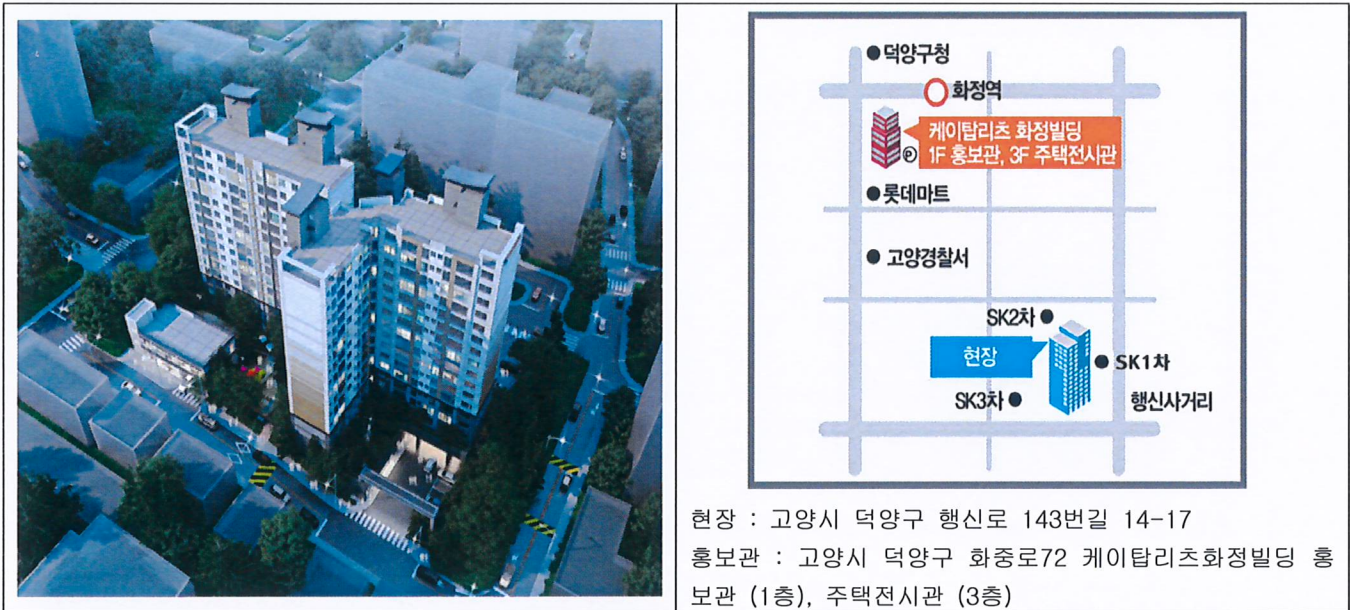 덕양구청
화정역
케이탑리츠 화정빌딩
1F 홍보관, 3F 주택전시관
P
롯데마트
고양경찰서
SK2차
현장
SK1차
SK3차
행신사거리
현장 : 고양시 덕양구 행신로 143번길 14-17
홍보관 : 고양시 덕양구 화중로72 케이탑리츠화정빌딩 홍
보관 (1층), 주택전시관 (3층)